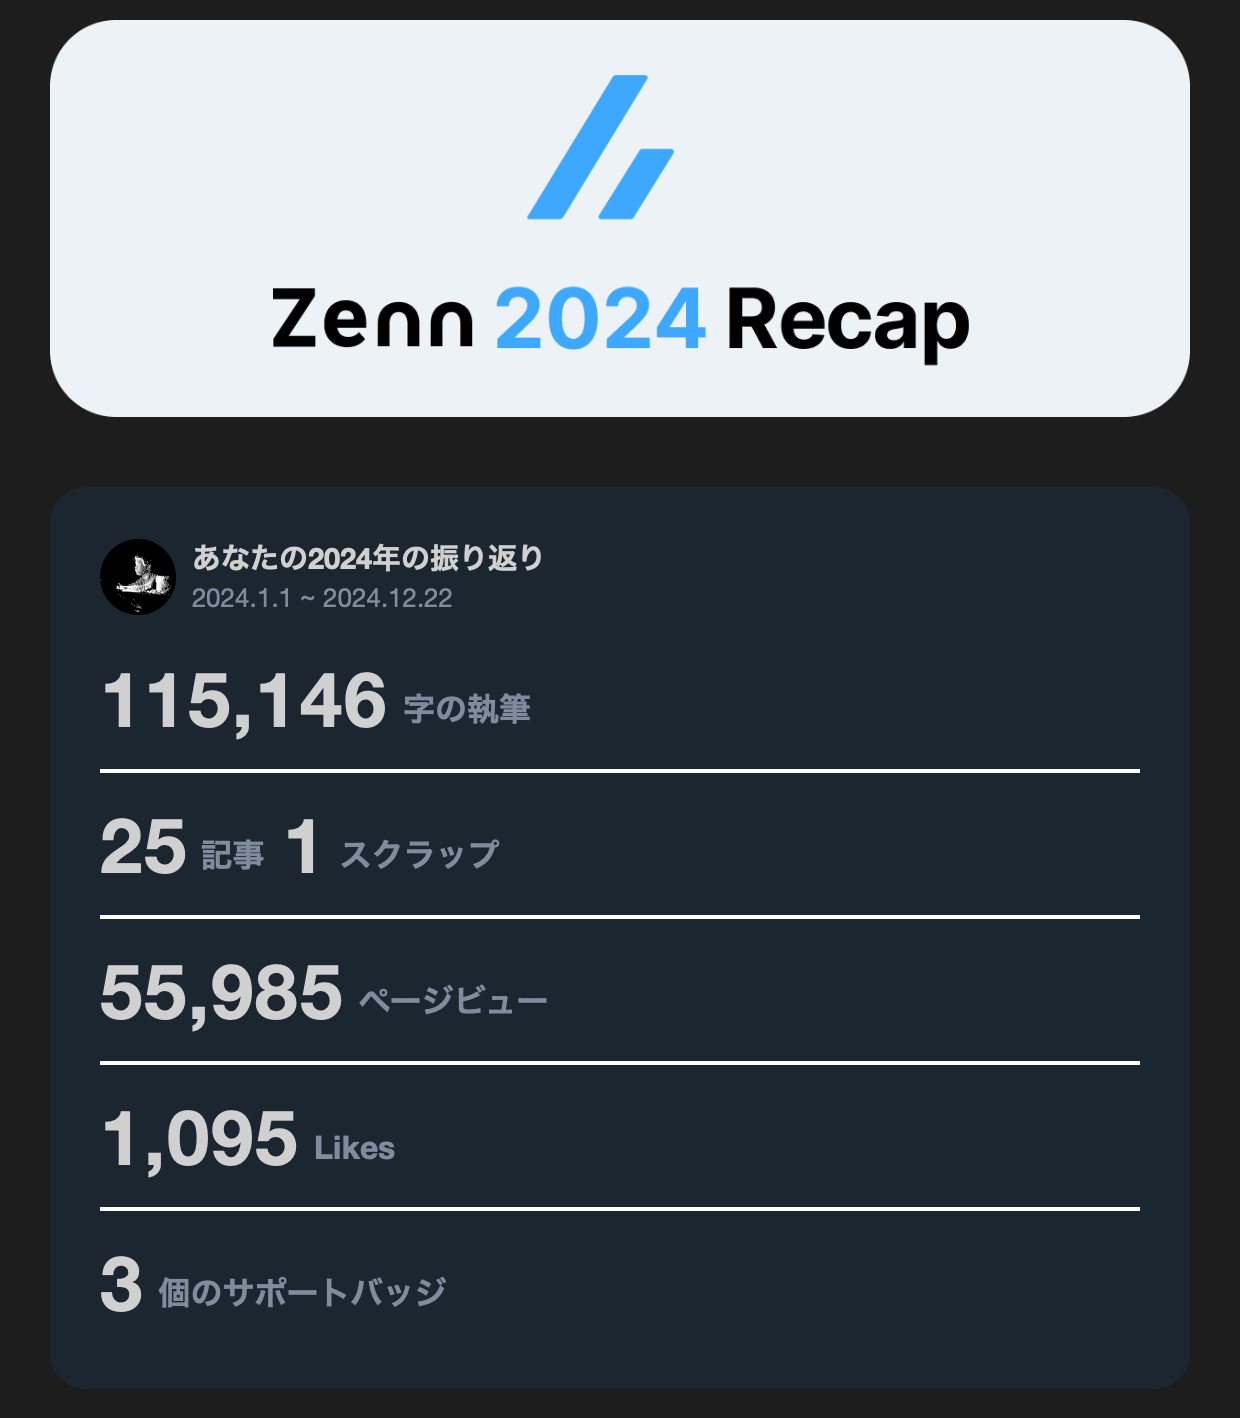 Zenn 2024 Recap
あなたの2024年の振り返り
2024.1.1 ~ 2024.12.22
115,146 字の執筆
25 記事 1 スクラップ
55,985 ページビュー
1,095 Likes
3 個のサポートバッジ